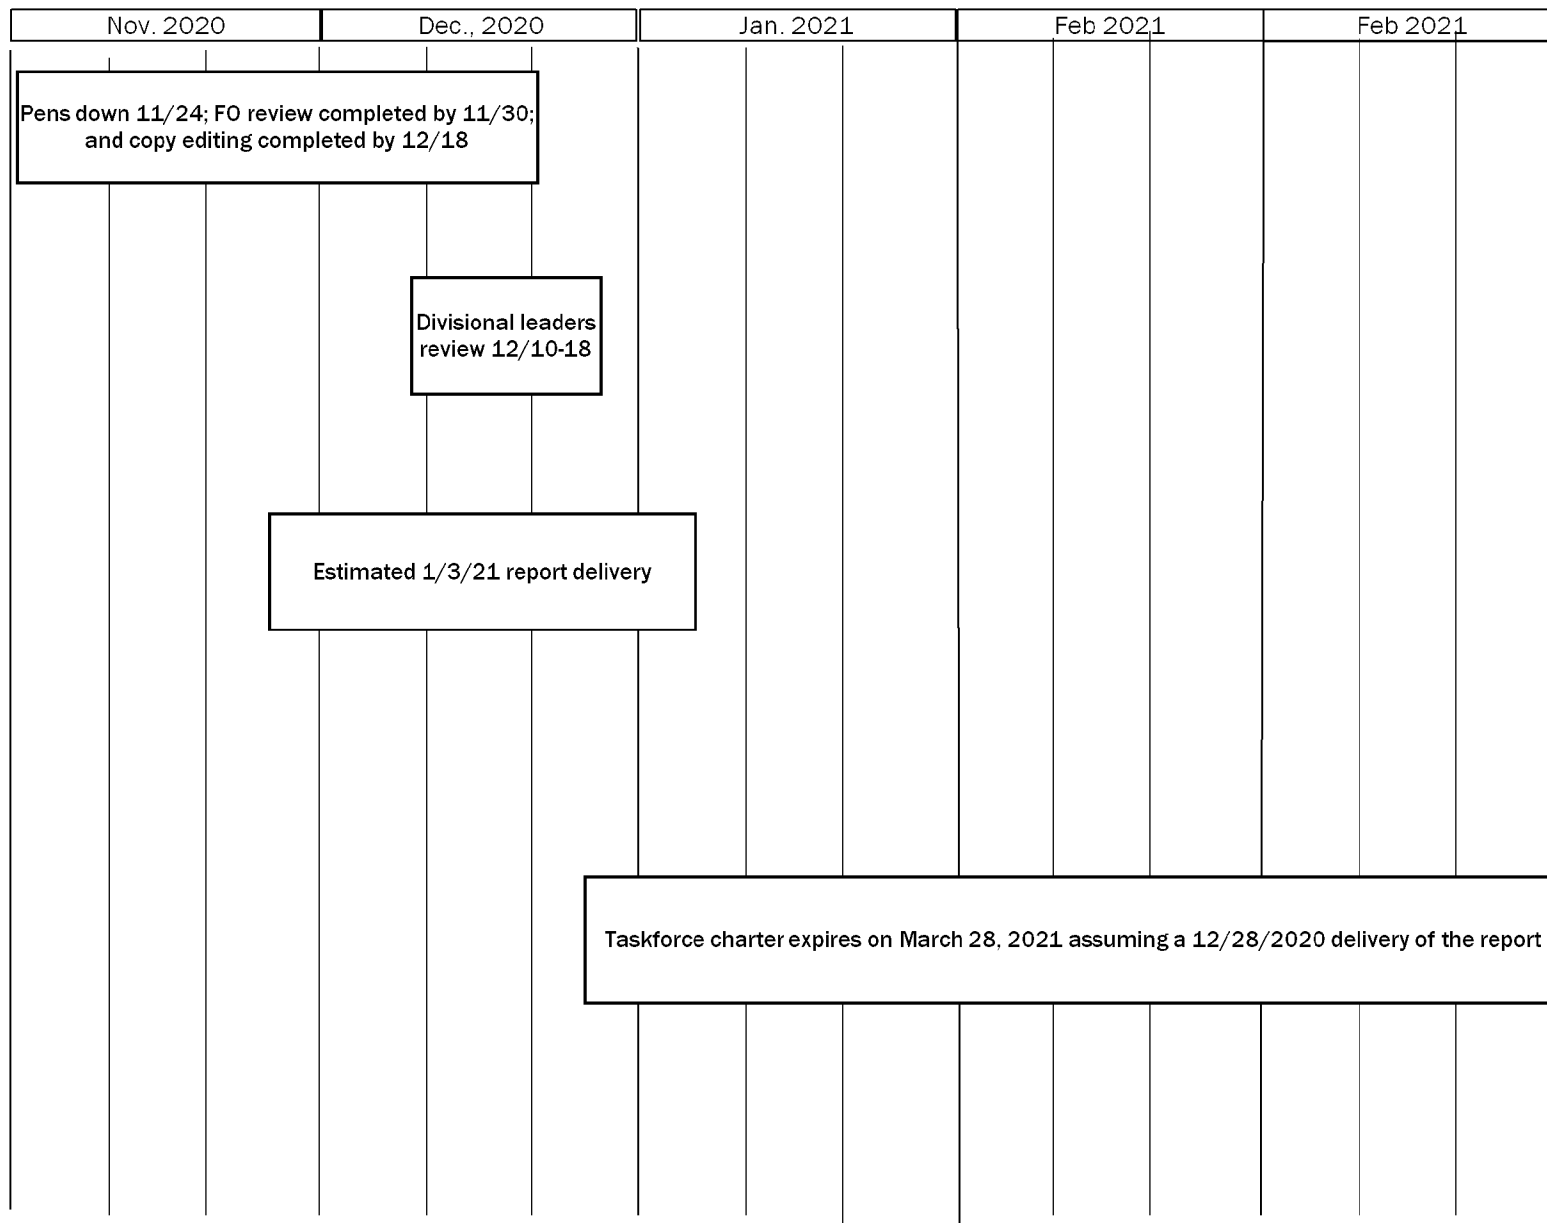 Nov. 2020 Dec., 2020 Jan. 2021 Feb 2021 Feb 2021
Pens down 11/24; FO review completed by 11/30;
and copy editing completed by 12/18
Divisional leaders
review 12/10-18
Estimated 1/3/21 report delivery
Taskforce charter expires on March 28, 2021 assuming a 12/28/2020 delivery of the report